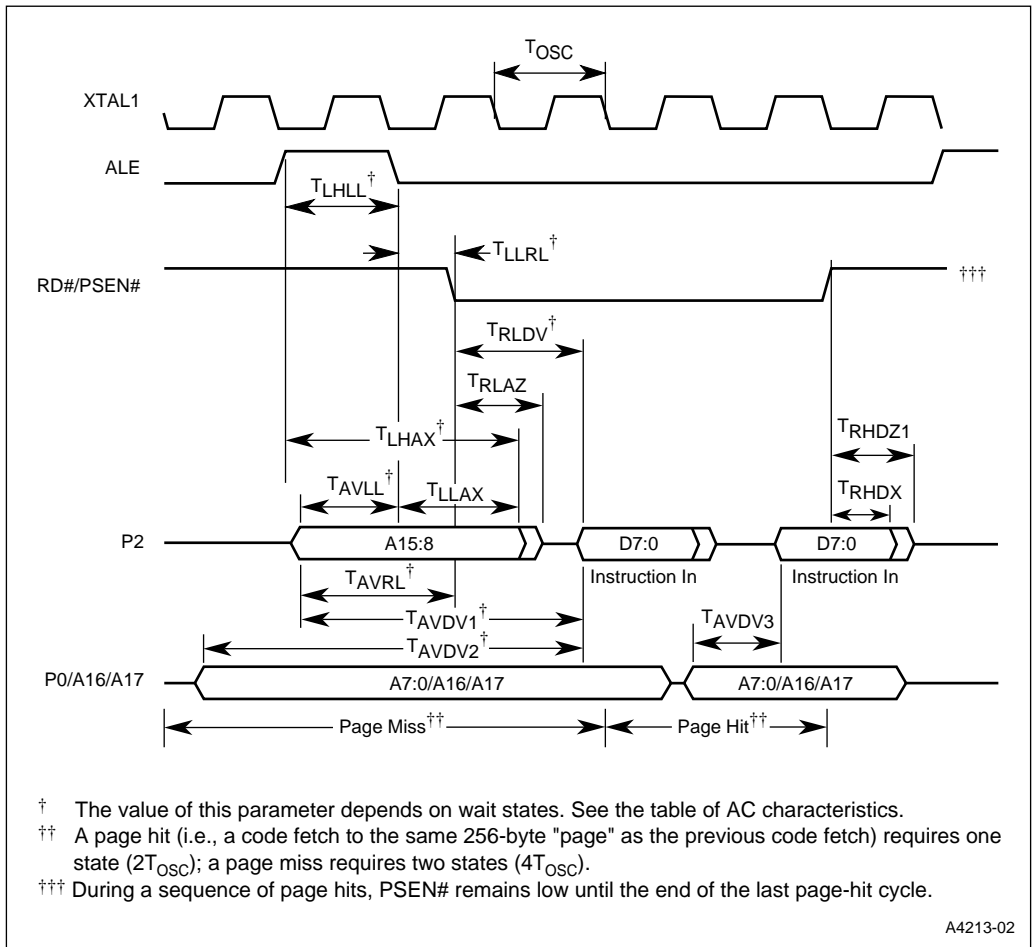 TOSC
XTAL1
ALE
TLHLL†
TLLRL†
RD#/PSEN#
†††
TRLDV†
TRLAZ
TLHAX†
TRHDZ1
TAVLL†
TLLAX
TRHDX
P2
A15:8
D7:0
D7:0
Instruction In
Instruction In
TAVRL†
TAVDV1†
TAVDV3
TAVDV2†
P0/A16/A17
A7:0/A16/A17
A7:0/A16/A17
Page Miss††
Page Hit††
† The value of this parameter depends on wait states. See the table of AC characteristics.
†† A page hit (i.e., a code fetch to the same 256-byte "page" as the previous code fetch) requires one
state (2TOSC); a page miss requires two states (4TOSC).
††† During a sequence of page hits, PSEN# remains low until the end of the last page-hit cycle.
A4213-02